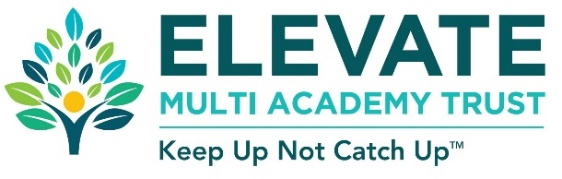 ELEVATE
MULTI ACADEMY TRUST
Keep Up Not Catch Up™